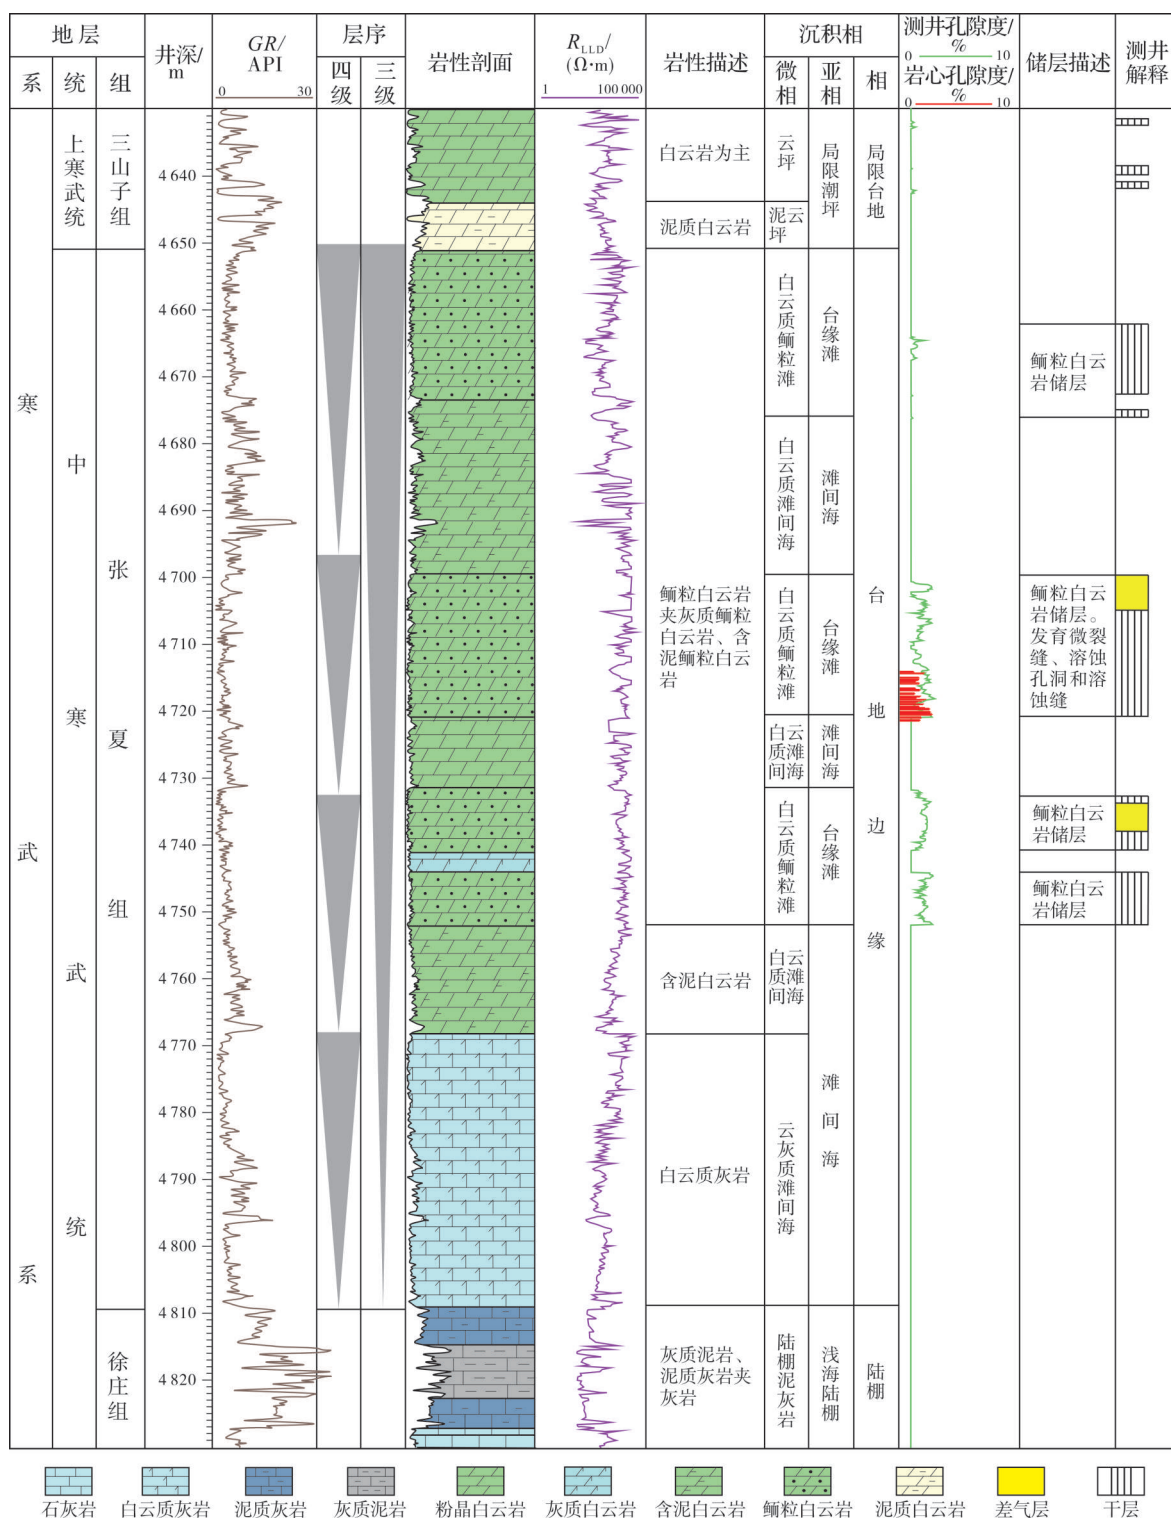 地层
井深/
m
GR/
API
0 30
层序
岩性剖面
R_LLD/
(Ω·m)
1 100 000
岩性描述
沉积相
测井孔隙度/
0 % 10
岩心孔隙度/
0 % 10
储层描述
测井
解释
系
统
组
四级
三级
微相
亚相
相
寒武系
上寒武统
三山子组
中寒武统
张夏组
徐庄组
4 640
4 650
4 660
4 670
4 680
4 690
4 700
4 710
4 720
4 730
4 740
4 750
4 760
4 770
4 780
4 790
4 800
4 810
4 820
白云岩为主
泥质白云岩
鲕粒白云岩
夹灰质鲕粒
白云岩、含
泥鲕粒白云
岩
含泥白云岩
白云质灰岩
灰质泥岩、
泥质灰岩夹
灰岩
云坪
泥云
坪
白云质鲕粒滩
白云质滩间海
白云质鲕粒滩
白云
质滩
间海
白云质鲕粒滩
白云
质滩
间海
云灰质滩间海
陆棚泥灰岩
局限潮坪
台缘滩
滩间海
台缘滩
滩间海
台缘滩
滩间海
浅海陆棚
局限台地
台地边缘
陆棚
鲕粒白云
岩储层
鲕粒白云
岩储层。
发育微裂
缝、溶蚀
孔洞和溶
蚀缝
鲕粒白云
岩储层
鲕粒白云
岩储层
石灰岩
白云质灰岩
泥质灰岩
灰质泥岩
粉晶白云岩
灰质白云岩
含泥白云岩
鲕粒白云岩
泥质白云岩
差气层
干层